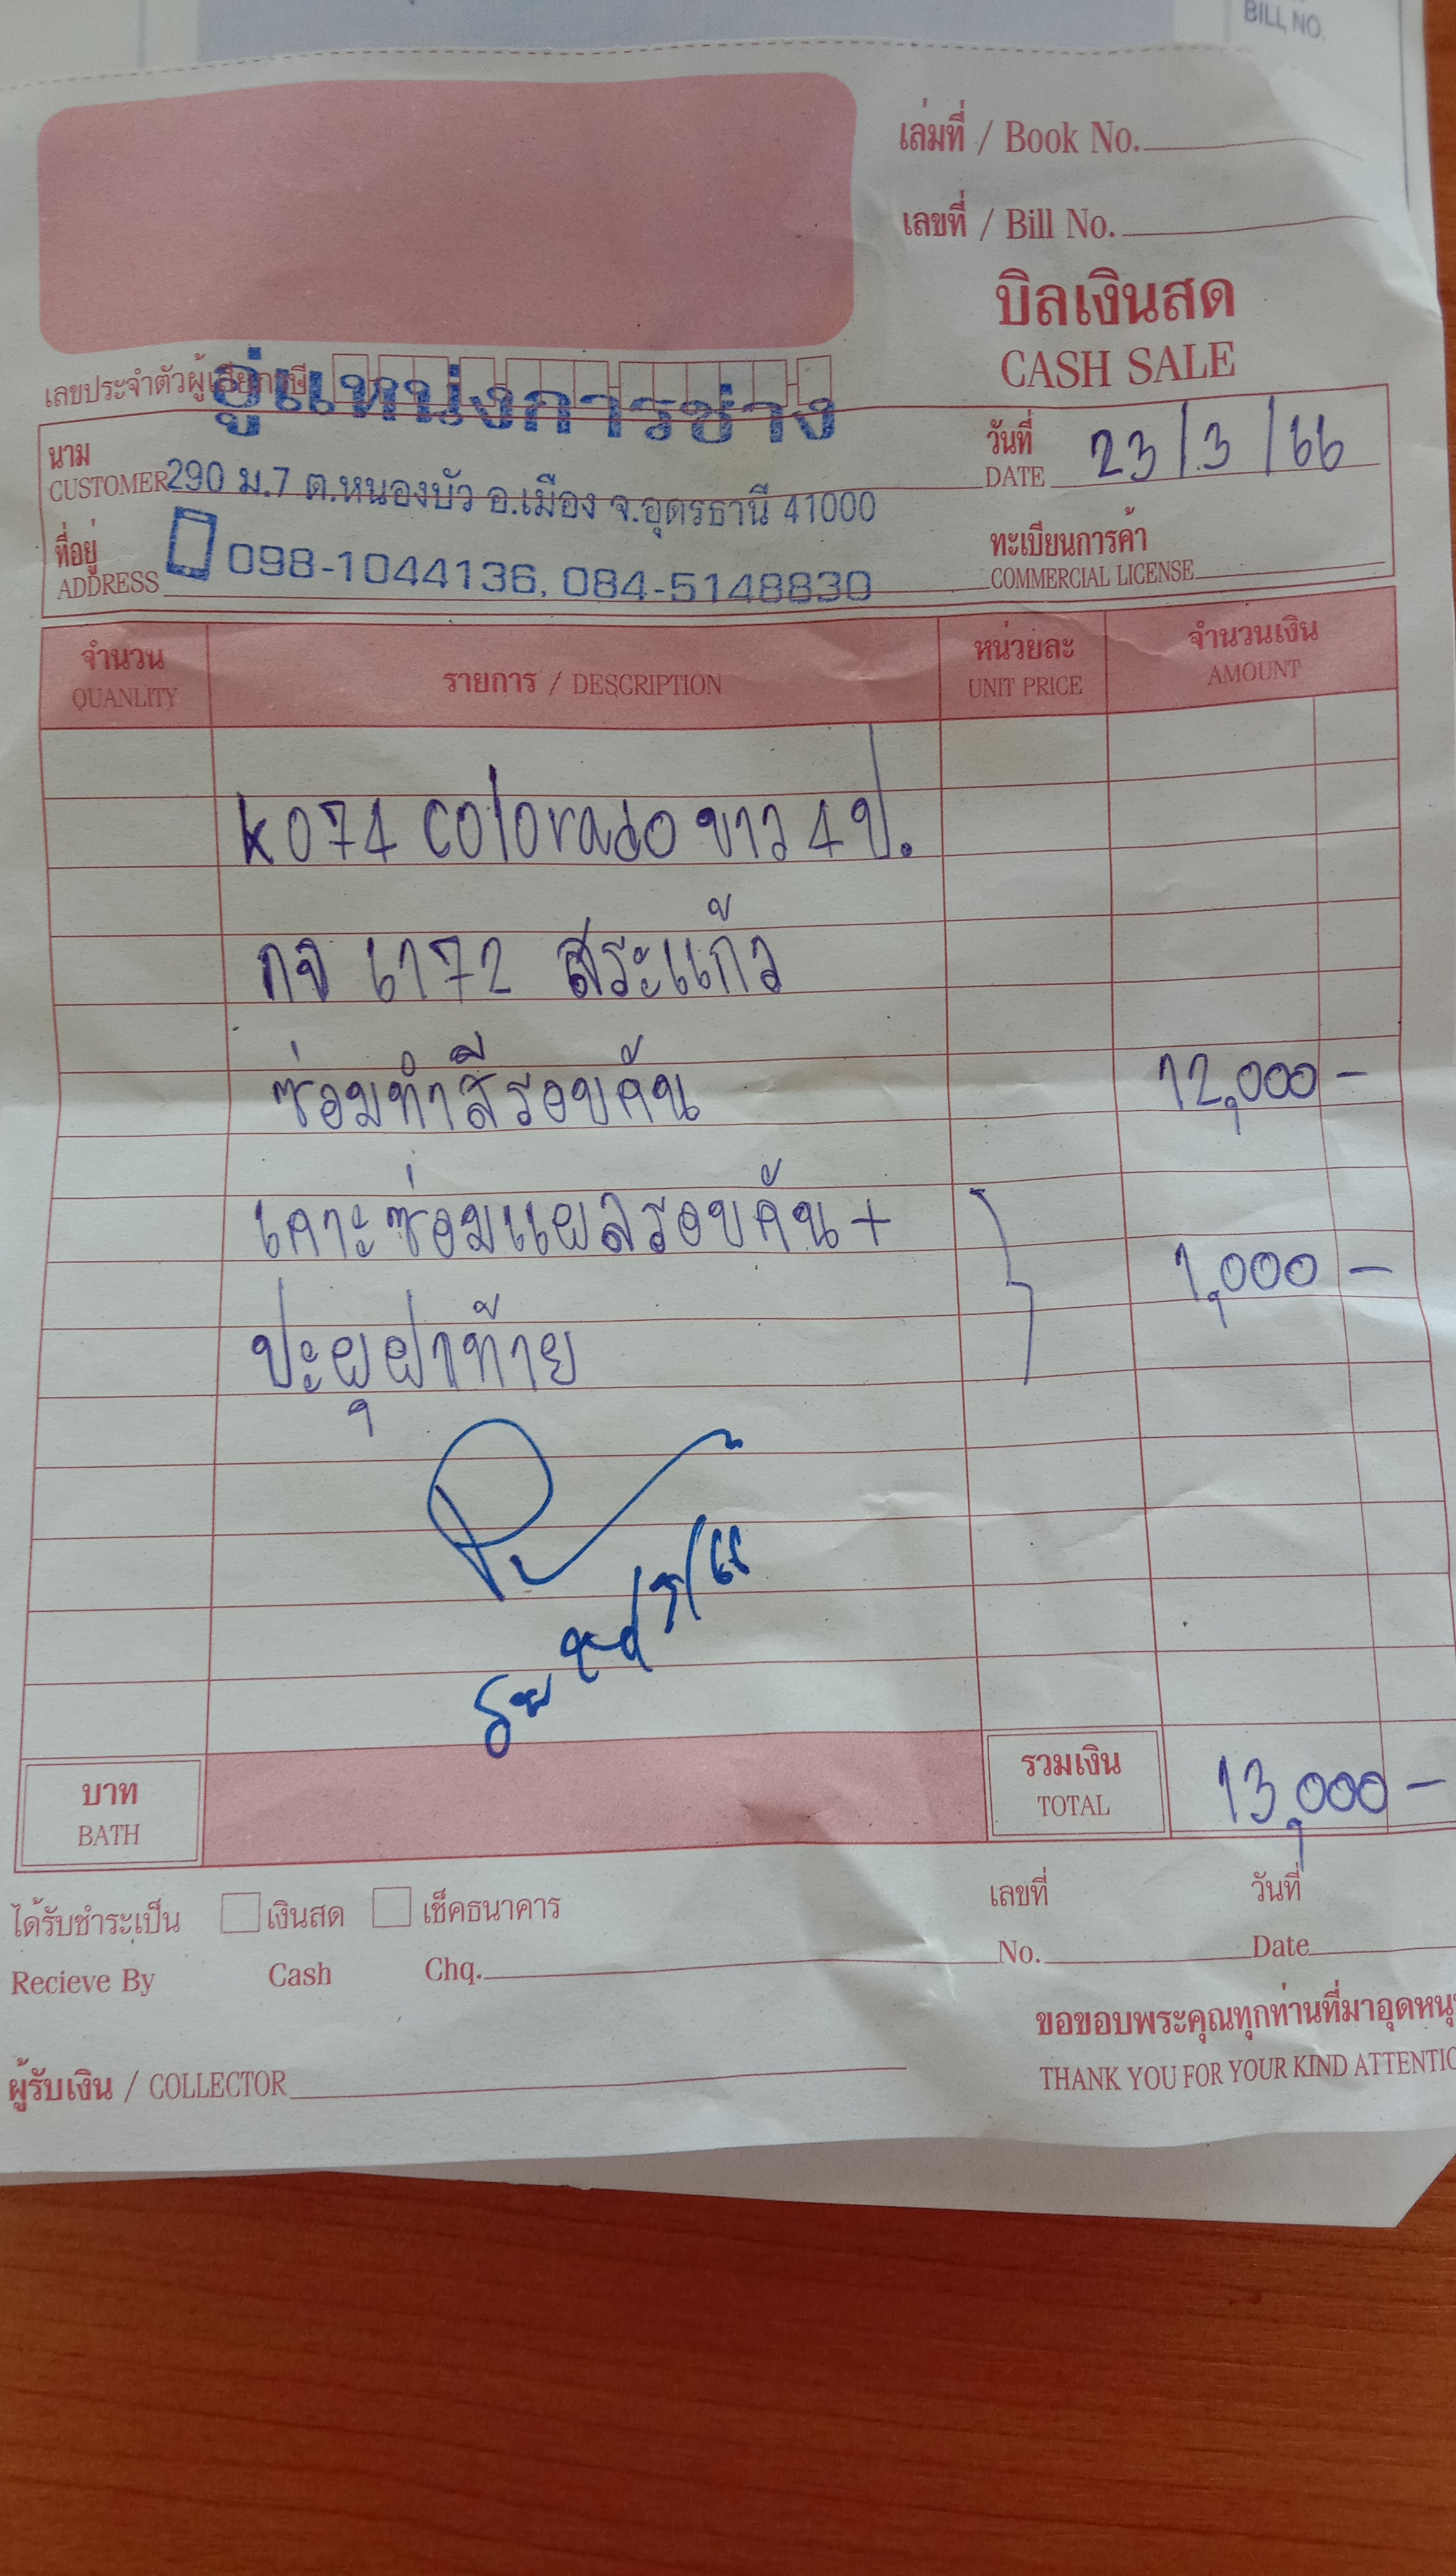 BILL NO.
เล่มที่ / Book No.
เลขที่ / Bill No.
บิลเงินสด
CASH SALE
เลขประจำตัวผู้เสียภาษี
อู่แหน่งการช่าง
นาม
CUSTOMER
290 ม.7 ต.หนองบัว อ.เมือง จ.อุดรธานี 41000
วันที่
DATE 23/3/66
ที่อยู่
ADDRESS
098-1044136, 084-5148830
ทะเบียนการค้า
COMMERCIAL LICENSE
จำนวน รายการ / DESCRIPTION หน่วยละ จำนวนเงิน
QUANLITY UNIT PRICE AMOUNT
K074 colorado ขาว 4 ป.
กจ 6172 สระแก้ว
ซ่อมทำสีรอบคัน 12,000 -
เคาะซ่อมแผลรอบคัน +
1,000 -
ปะผุฝาท้าย
บาท รวมเงิน
BATH TOTAL 13,000 -
ได้รับชำระเป็น เงินสด เช็คธนาคาร เลขที่ วันที่
Recieve By Cash Chq. No. Date
ขอขอบพระคุณทุกท่านที่มาอุดหนุ
ผู้รับเงิน / COLLECTOR THANK YOU FOR YOUR KIND ATTENTIO